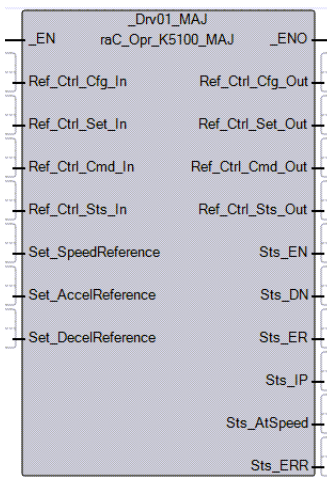 _Drv01_MAJ
_EN raC_Opr_K5100_MAJ _ENO
Ref_Ctrl_Cfg_In Ref_Ctrl_Cfg_Out
Ref_Ctrl_Set_In Ref_Ctrl_Set_Out
Ref_Ctrl_Cmd_In Ref_Ctrl_Cmd_Out
Ref_Ctrl_Sts_In Ref_Ctrl_Sts_Out
Set_SpeedReference Sts_EN
Set_AccelReference Sts_DN
Set_DecelReference Sts_ER
Sts_IP
Sts_AtSpeed
Sts_ERR